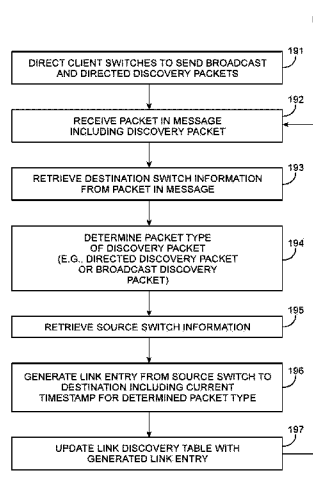 191
DIRECT CLIENT SWITCHES TO SEND BROADCAST
AND DIRECTED DISCOVERY PACKETS
192
RECEIVE PACKET IN MESSAGE
INCLUDING DISCOVERY PACKET
193
RETRIEVE DESTINATION SWITCH INFORMATION
FROM PACKET IN MESSAGE
194
DETERMINE PACKET TYPE
OF DISCOVERY PACKET
(E.G., DIRECTED DISCOVERY PACKET
OR BROADCAST DISCOVERY
PACKET)
195
RETRIEVE SOURCE SWITCH INFORMATION
196
GENERATE LINK ENTRY FROM SOURCE SWITCH TO
DESTINATION INCLUDING CURRENT
TIMESTAMP FOR DETERMINED PACKET TYPE
197
UPDATE LINK DISCOVERY TABLE WITH
GENERATED LINK ENTRY